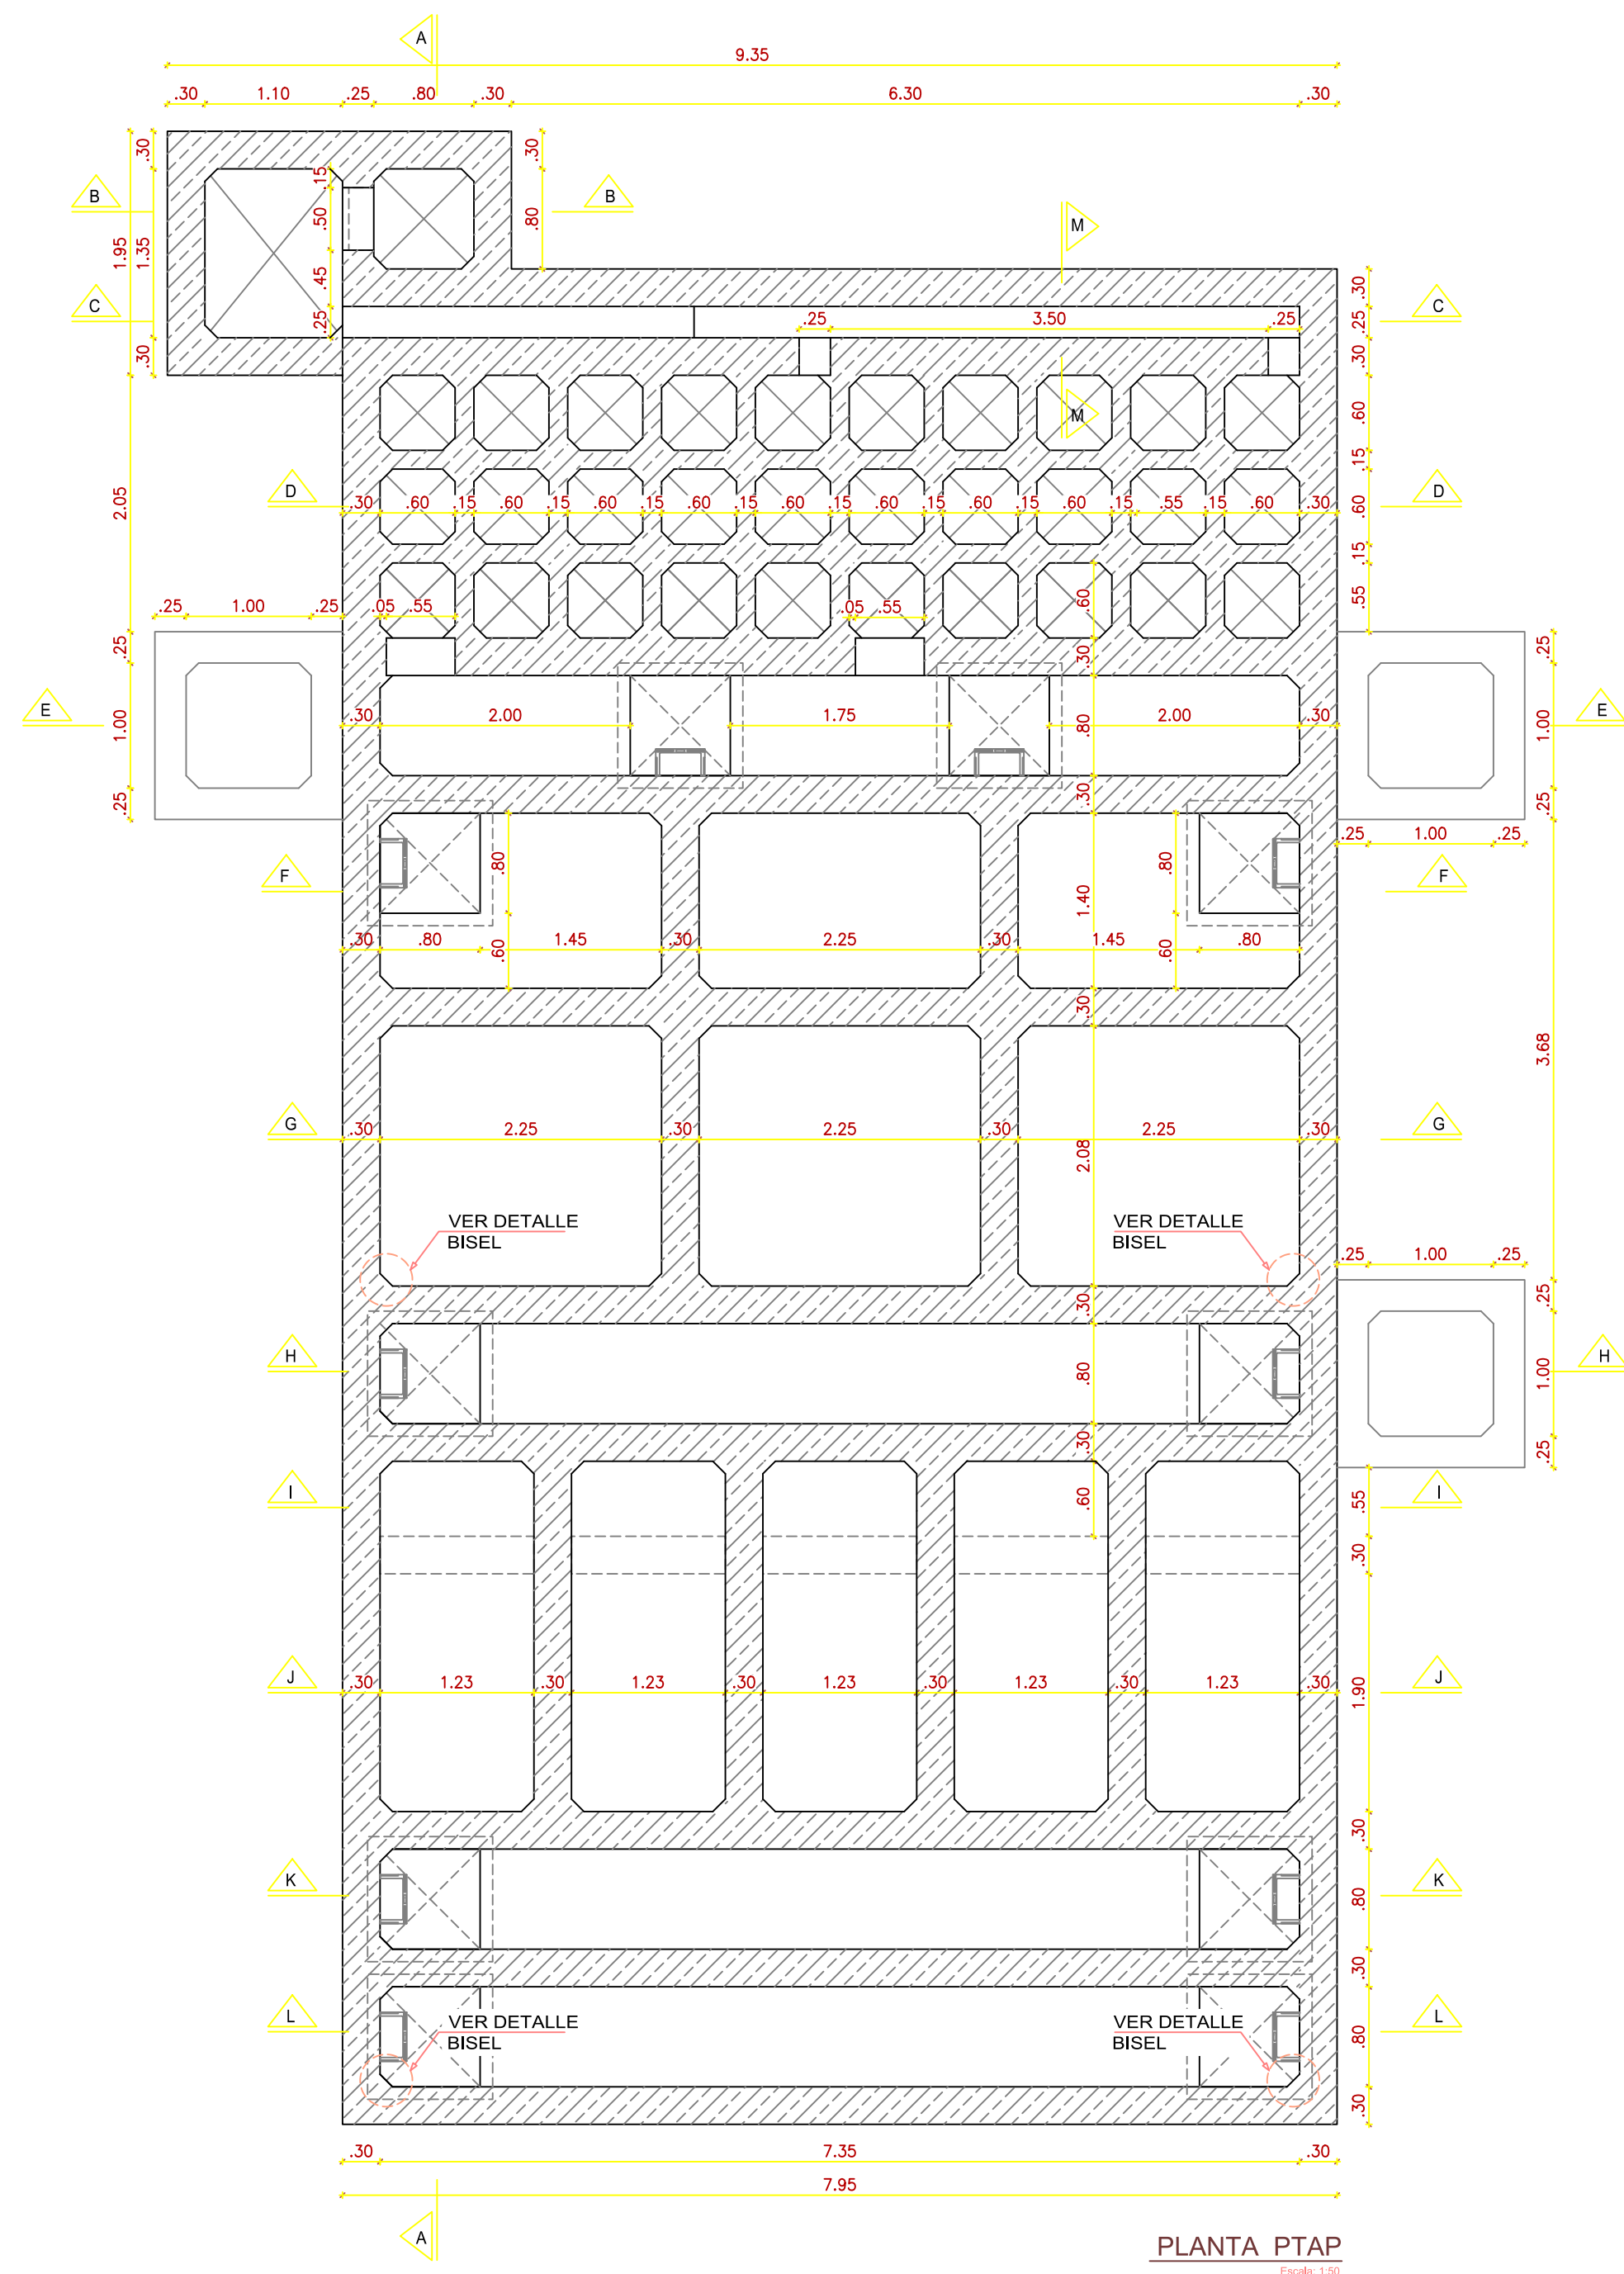 A
9.35
.30 1.10 .25 .80 .30 6.30 .30
.30 .15 .30
B B
M
1.95 1.35 .50 .80
C .45 .30 C
.25 .25 3.50 .25 .25
.30 .30
M .60
.15
D D
2.05 .30 .60 .15 .60 .15 .60 .15 .60 .15 .60 .15 .60 .15 .60 .15 .60 .15 .55 .15 .60 .30 .60
.15
.25 1.00 .25 .05 .55 .05 .55 .60 .55
.25 .30 .25
E E
1.00 .30 2.00 1.75 2.00 .30 .80 1.00
.25 .30 .25
.25 1.00 .25
F .80 1.40 .80 F
.30 .80 1.45 .30 2.25 .30 1.45 .80
.60 .60
.30
3.68
G G
.30 2.25 .30 2.25 .30 2.25 .30
2.08
VER DETALLE
BISEL
VER DETALLE
BISEL
.25 1.00 .25
.30 .25
H H
.80 1.00
.30 .25
I I
.60 .55
.30
J J
.30 1.23 .30 1.23 .30 1.23 .30 1.23 .30 1.23 .30 1.90
.30
K K
.80
.30
L L
VER DETALLE
BISEL
VER DETALLE
BISEL
.80
.30
.30 7.35 .30
7.95
A
PLANTA PTAP
Escala: 1:50